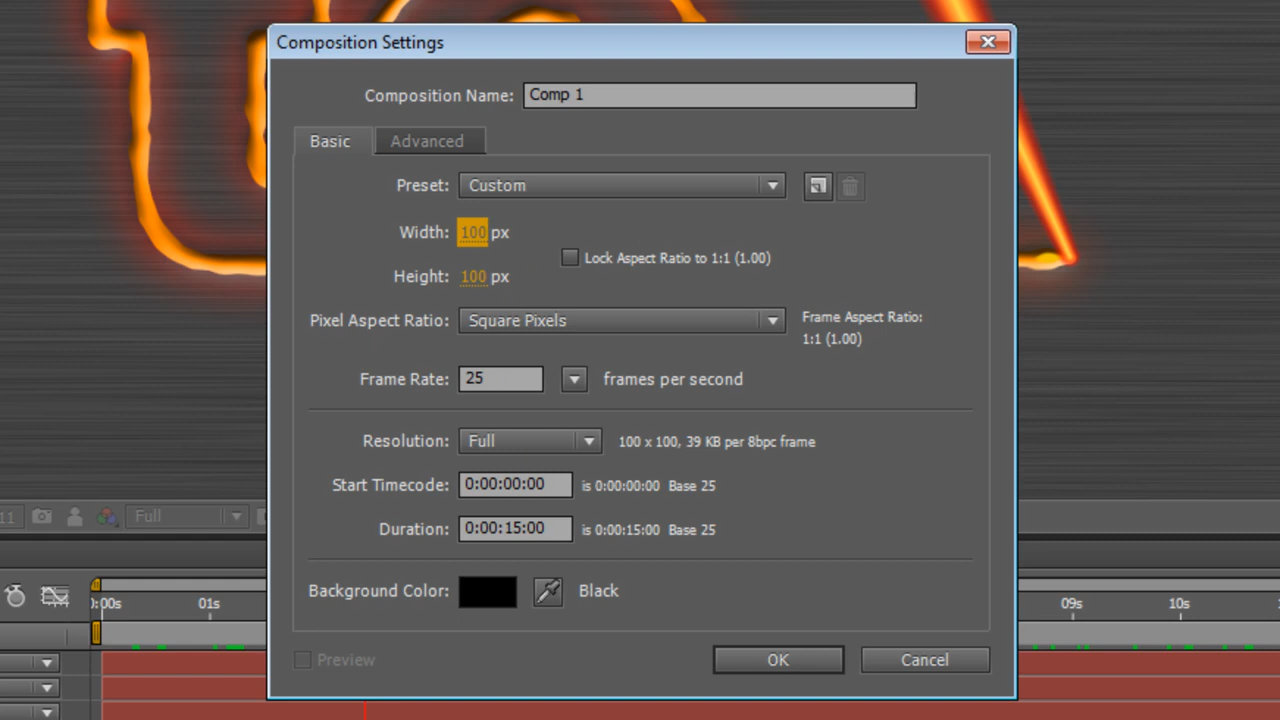 Composition Settings
Composition Name: Comp 1
Basic Advanced
Preset: Custom
Width: 100 px
Lock Aspect Ratio to 1:1 (1.00)
Height: 100 px
Pixel Aspect Ratio: Square Pixels
Frame Aspect Ratio:
1:1 (1.00)
Frame Rate: 25 frames per second
Resolution: Full 100 x 100, 39 KB per 8bpc frame
Start Timecode: 0:00:00:00 is 0:00:00:00 Base 25
Full
Duration: 0:00:15:00 is 0:00:15:00 Base 25
Background Color: Black
:00s 01s 09s 10s
Preview OK Cancel